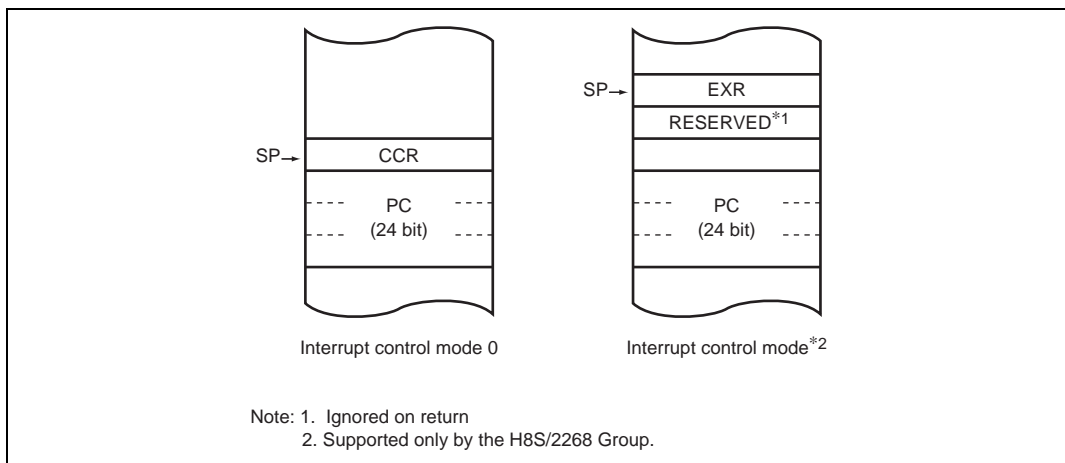 SP→ EXR
RESERVED*1
SP→ CCR
PC
(24 bit)
PC
(24 bit)
Interrupt control mode 0
Interrupt control mode*2
Note: 1. Ignored on return
2. Supported only by the H8S/2268 Group.